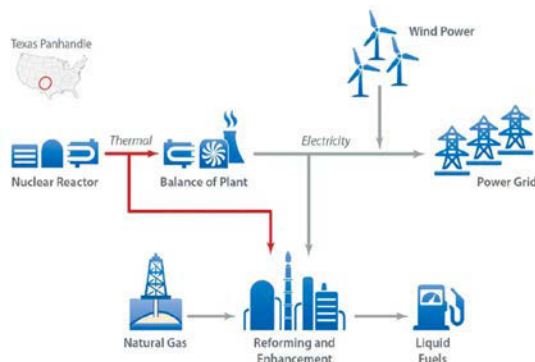 Texas Panhandle
Wind Power
Thermal
Electricity
Nuclear Reactor
Balance of Plant
Power Grid
Natural Gas
Reforming and
Enhancement
Liquid
Fuels